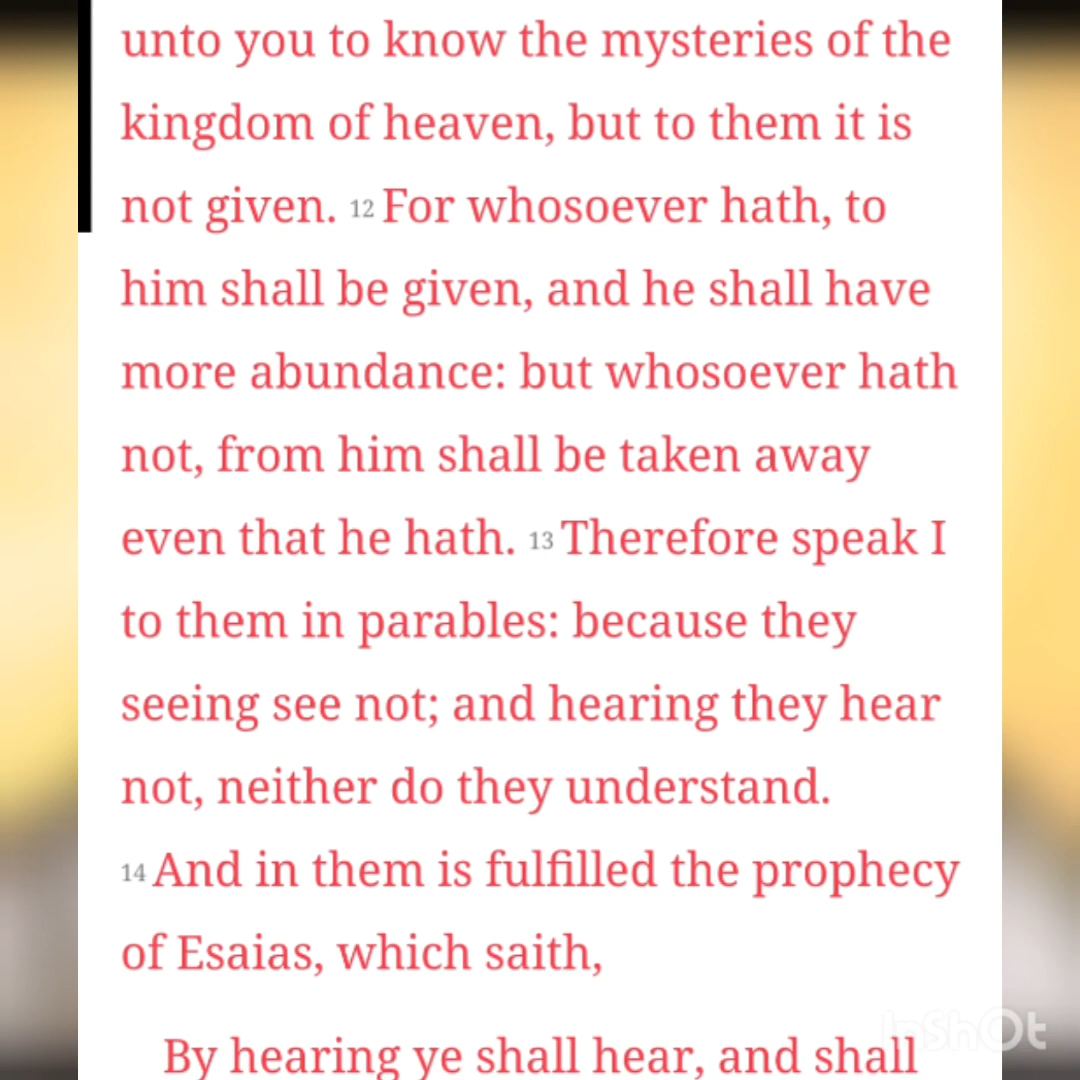 unto you to know the mysteries of the
kingdom of heaven, but to them it is
not given. 12 For whosoever hath, to
him shall be given, and he shall have
more abundance: but whosoever hath
not, from him shall be taken away
even that he hath. 13 Therefore speak I
to them in parables: because they
seeing see not; and hearing they hear
not, neither do they understand.
14 And in them is fulfilled the prophecy
of Esaias, which saith,
By hearing ye shall hear, and shall
InShOt